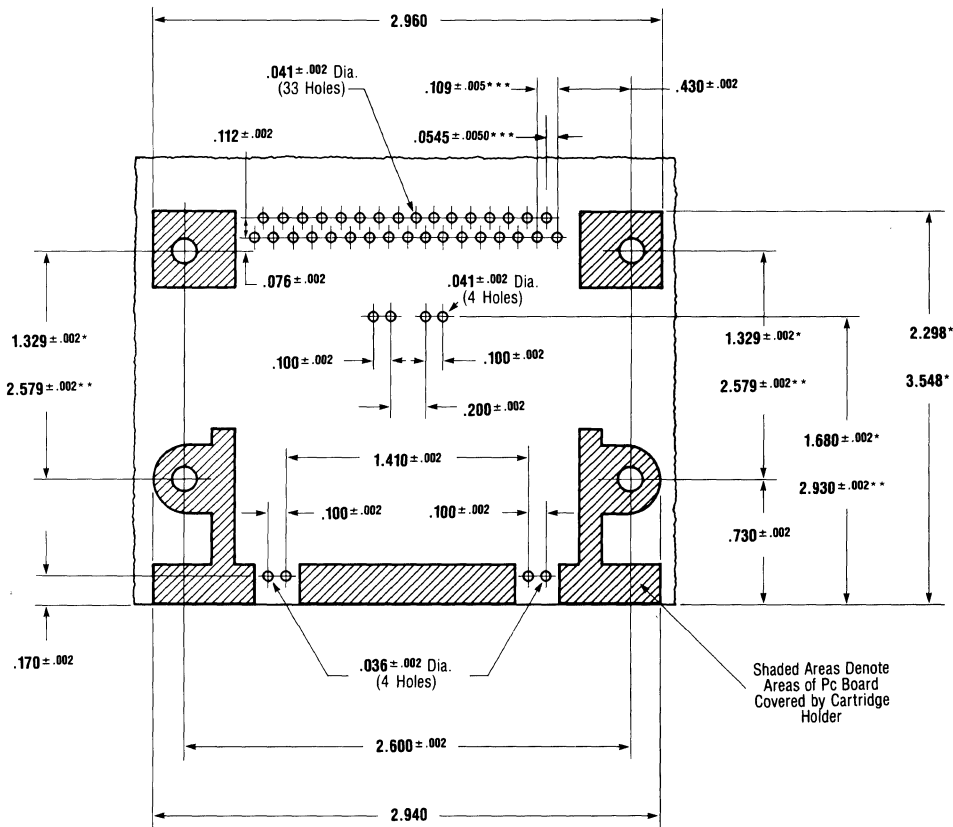 2.960
.041 ± .002 Dia.
(33 Holes)
.109 ± .005***
.430 ± .002
.112 ± .002
.0545 ± .0050***
.076 ± .002
.041 ± .002 Dia.
(4 Holes)
1.329 ± .002*
2.579 ± .002**
.100 ± .002
.100 ± .002
.200 ± .002
1.329 ± .002*
2.579 ± .002**
2.298*
3.548*
1.410 ± .002
1.680 ± .002*
2.930 ± .002**
.100 ± .002
.100 ± .002
.730 ± .002
.170 ± .002
.036 ± .002 Dia.
(4 Holes)
Shaded Areas Denote
Areas of Pc Board
Covered by Cartridge
Holder
2.600 ± .002
2.940